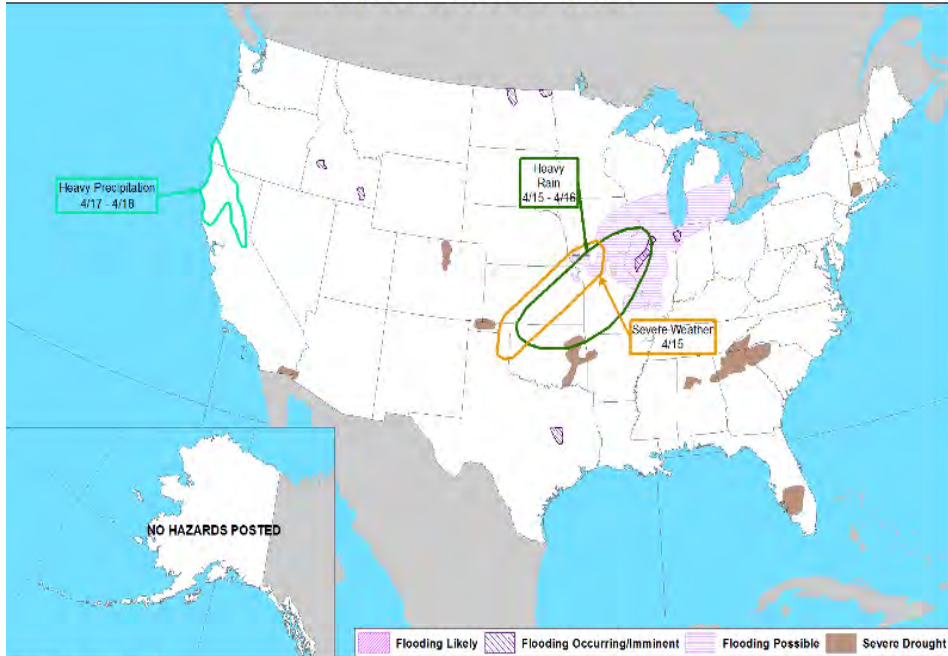 Heavy
Rain
4/15 - 4/16
Heavy Precipitation
4/17 - 4/18
Severe Weather
4/15
NO HAZARDS POSTED
Flooding Likely
Flooding Occurring/Imminent
Flooding Possible
Severe Drought